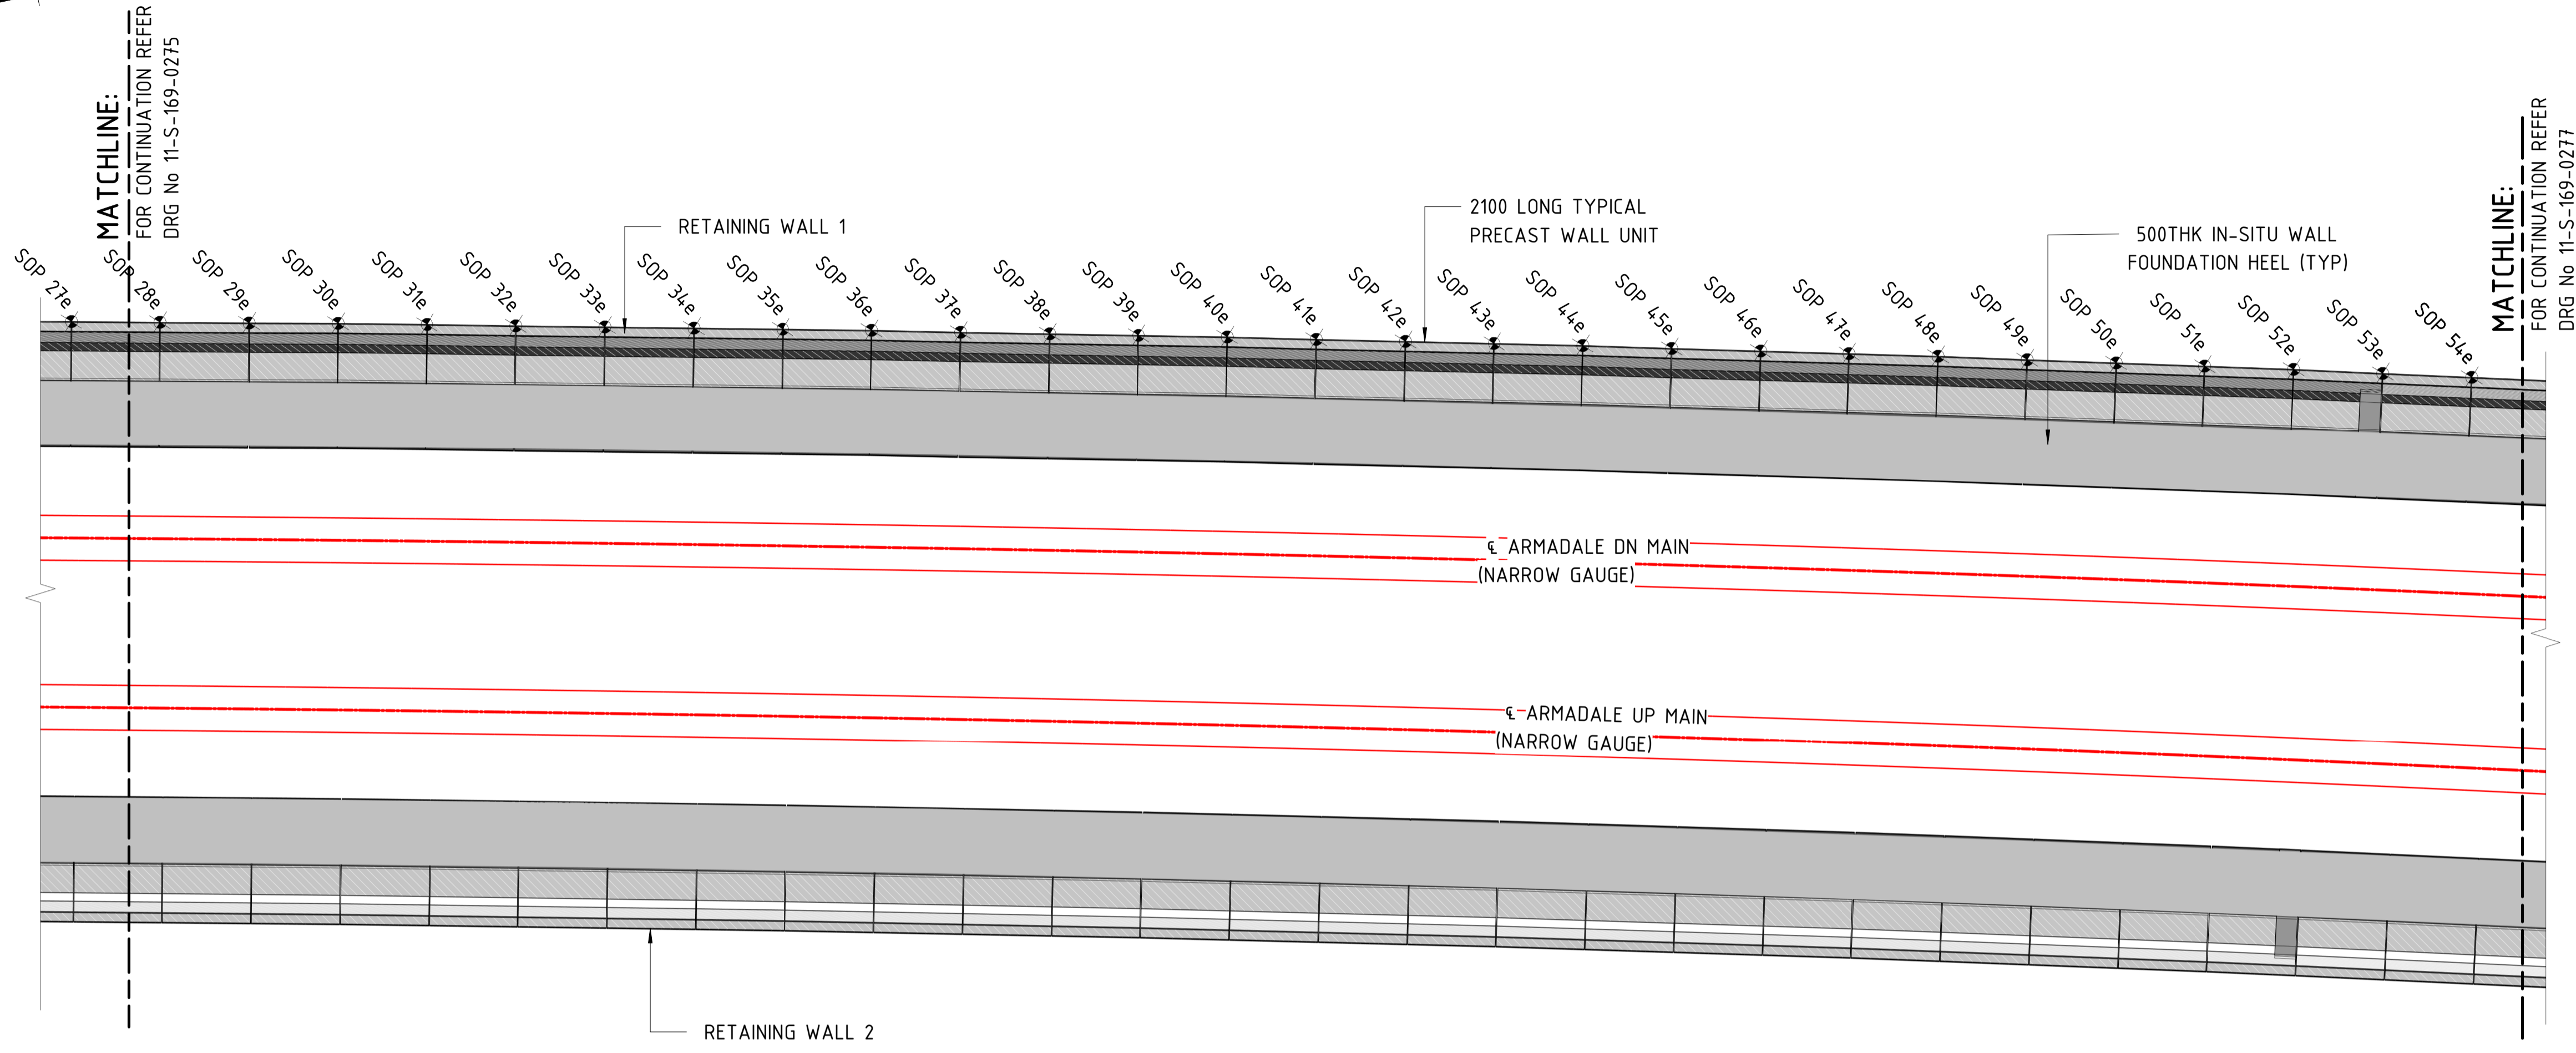 MATCHLINE:
FOR CONTINUATION REFER
DRG No 11-S-169-0275
RETAINING WALL 1
2100 LONG TYPICAL
PRECAST WALL UNIT
500THK IN-SITU WALL
FOUNDATION HEEL (TYP)
MATCHLINE:
FOR CONTINUATION REFER
DRG No 11-S-169-0277
SOP 27e
SOP 28e
SOP 29e
SOP 30e
SOP 31e
SOP 32e
SOP 33e
SOP 34e
SOP 35e
SOP 36e
SOP 37e
SOP 38e
SOP 39e
SOP 40e
SOP 41e
SOP 42e
SOP 43e
SOP 44e
SOP 45e
SOP 46e
SOP 47e
SOP 48e
SOP 49e
SOP 50e
SOP 51e
SOP 52e
SOP 53e
SOP 54e
℄ ARMADALE DN MAIN
(NARROW GAUGE)
℄ ARMADALE UP MAIN
(NARROW GAUGE)
RETAINING WALL 2